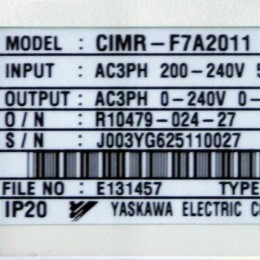 MODEL : CIMR-F7A2011
INPUT : AC3PH 200-240V
OUTPUT : AC3PH 0-240V 0-
O / N : R10479-024-27
S / N : J003YG625110027
FILE NO : E131457 TYPE
IP20 YASKAWA ELECTRIC